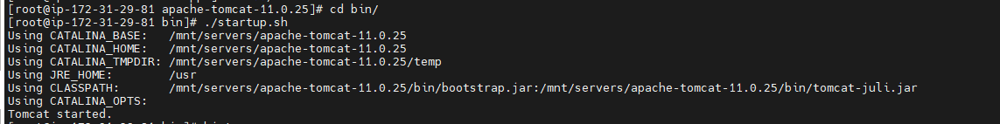 [root@ip-172-31-29-81 apache-tomcat-11.0.25]# cd bin/
[root@ip-172-31-29-81 bin]# ./startup.sh
Using CATALINA_BASE:   /mnt/servers/apache-tomcat-11.0.25
Using CATALINA_HOME:   /mnt/servers/apache-tomcat-11.0.25
Using CATALINA_TMPDIR: /mnt/servers/apache-tomcat-11.0.25/temp
Using JRE_HOME:        /usr
Using CLASSPATH:       /mnt/servers/apache-tomcat-11.0.25/bin/bootstrap.jar:/mnt/servers/apache-tomcat-11.0.25/bin/tomcat-juli.jar
Using CATALINA_OPTS:
Tomcat started.